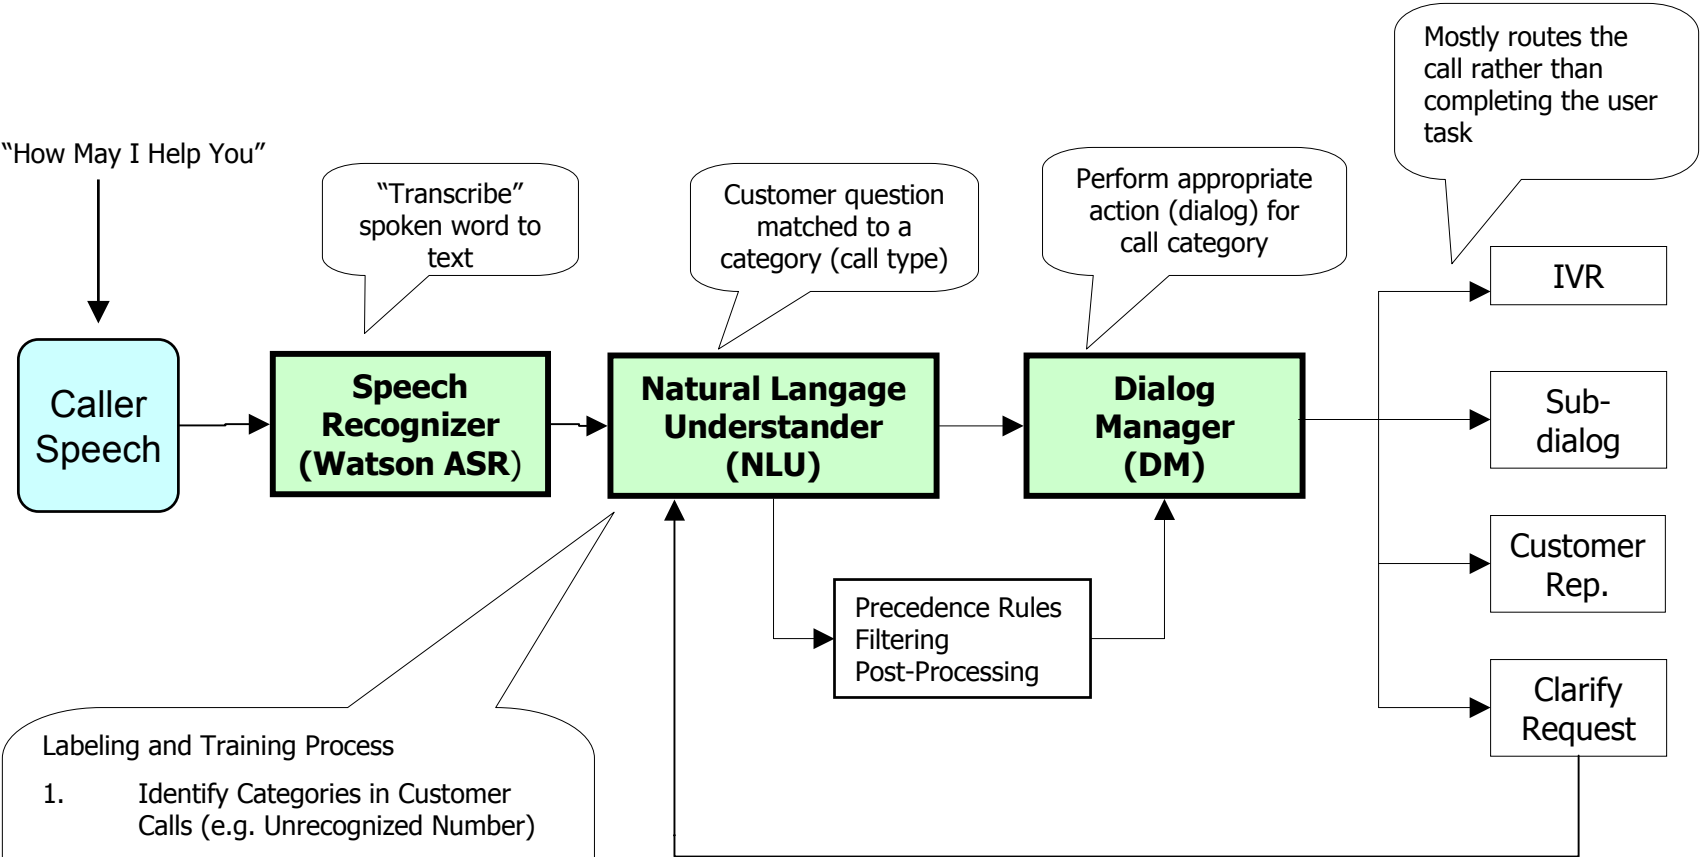 Mostly routes the
call rather than
completing the user
task
“How May I Help You”
“Transcribe”
spoken word to
text
Customer question
matched to a
category (call type)
Perform appropriate
action (dialog) for
call category
Caller
Speech
Speech
Recognizer
(Watson ASR)
Natural Langage
Understander
(NLU)
Dialog
Manager
(DM)
IVR
Sub-
dialog
Customer
Rep.
Clarify
Request
Precedence Rules
Filtering
Post-Processing
Labeling and Training Process
1. Identify Categories in Customer
Calls (e.g. Unrecognized Number)